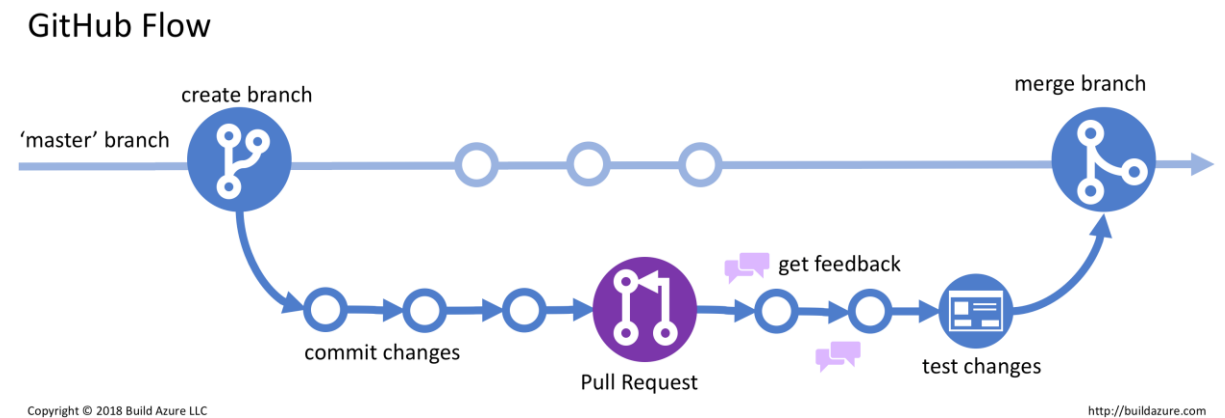 GitHub Flow
create branch
merge branch
‘master’ branch
get feedback
commit changes
Pull Request
test changes
Copyright © 2018 Build Azure LLC
http://buildazure.com